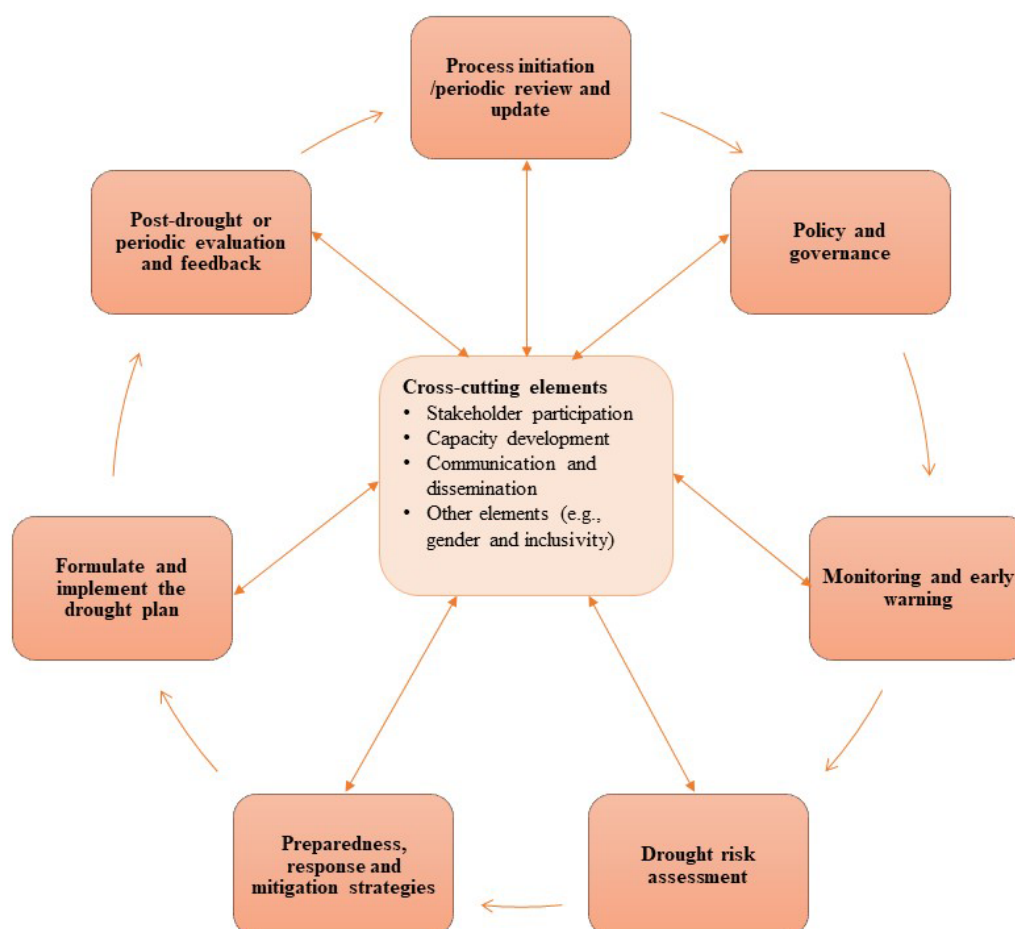 Process initiation
/periodic review and
update
Policy and
governance
Monitoring and early
warning
Drought risk
assessment
Preparedness,
response and
mitigation strategies
Formulate and
implement the
drought plan
Post-drought or
periodic evaluation
and feedback
Cross-cutting elements
• Stakeholder participation
• Capacity development
• Communication and
dissemination
• Other elements (e.g.,
gender and inclusivity)